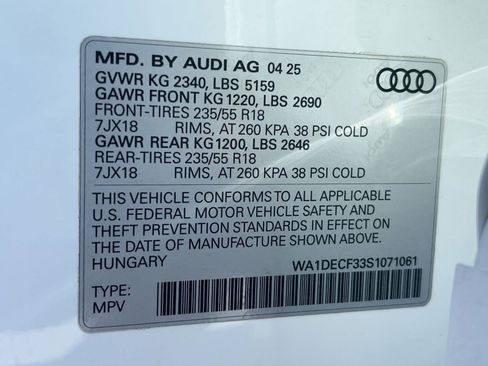 MFD. BY AUDI AG 04 25
GVWR KG 2340, LBS 5159
GAWR FRONT KG 1220, LBS 2690
FRONT-TIRES 235/55 R18
7JX18 RIMS, AT 260 KPA 38 PSI COLD
GAWR REAR KG1200, LBS 2646
REAR-TIRES 235/55 R18
7JX18 RIMS, AT 260 KPA 38 PSI COLD
THIS VEHICLE CONFORMS TO ALL APPLICABLE
U.S. FEDERAL MOTOR VEHICLE SAFETY AND
THEFT PREVENTION STANDARDS IN EFFECT ON
THE DATE OF MANUFACTURE SHOWN ABOVE.
HUNGARY WA1DECF33S1071061
TYPE:
MPV